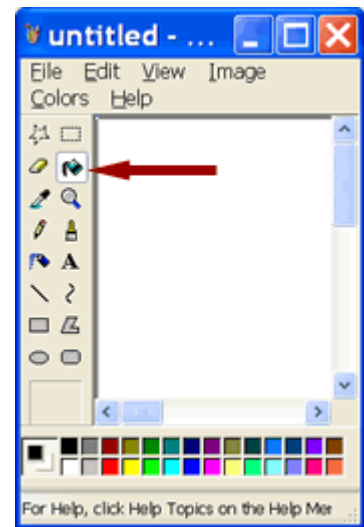 untitled - ...
File Edit View Image
Colors Help
A
For Help, click Help Topics on the Help Mer